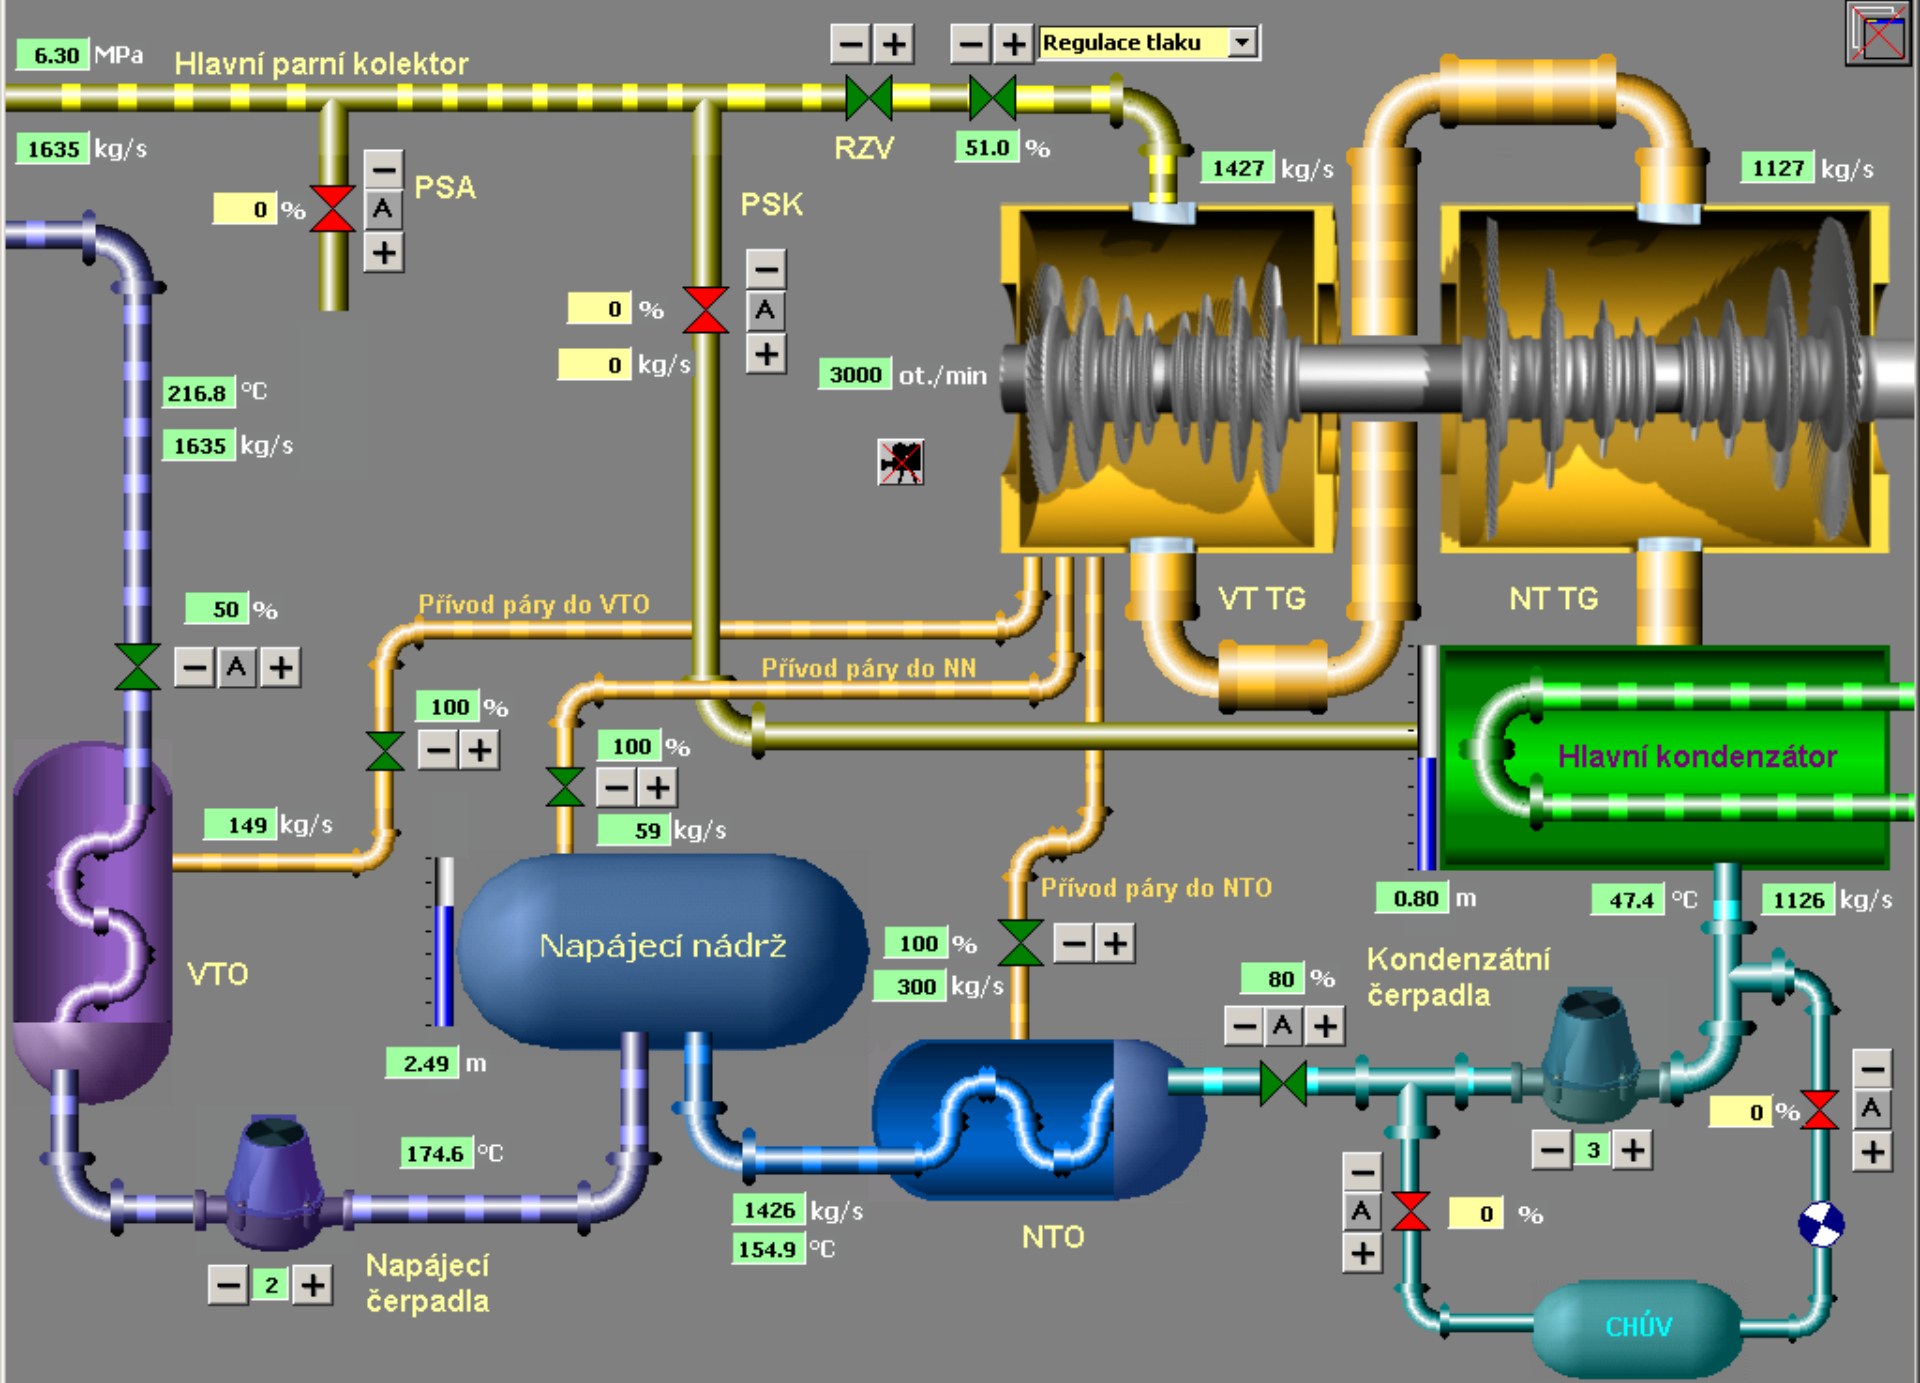 6.30 MPa
Hlavní parní kolektor
- + - + Regulace tlaku
1635 kg/s
RZV
51.0 %
1427 kg/s
1127 kg/s
0 %
- A +
PSA
PSK
0 %
0 kg/s
- A +
3000 ot./min
216.8 °C
1635 kg/s
50 %
- A +
Přívod páry do VTO
VT TG
NT TG
Přívod páry do NN
100 %
- +
100 %
- +
59 kg/s
149 kg/s
Hlavní kondenzátor
Přívod páry do NTO
0.80 m
47.4 °C
1126 kg/s
Napájecí nádrž
100 %
- +
300 kg/s
VTO
Kondenzátní
čerpadla
80 %
- A +
2.49 m
0 %
- A +
- 3 +
174.6 °C
1426 kg/s
154.9 °C
NTO
- A +
0 %
Napájecí
čerpadla
- 2 +
CHÚV